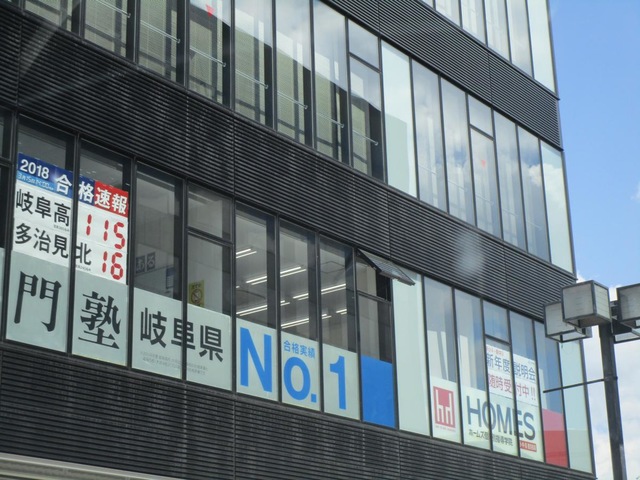 2018 合格速報
岐阜高 115
多治見北 16
門塾
岐阜県
合格実績
No.1
新年度説明会
随時受付中!!
HOMES